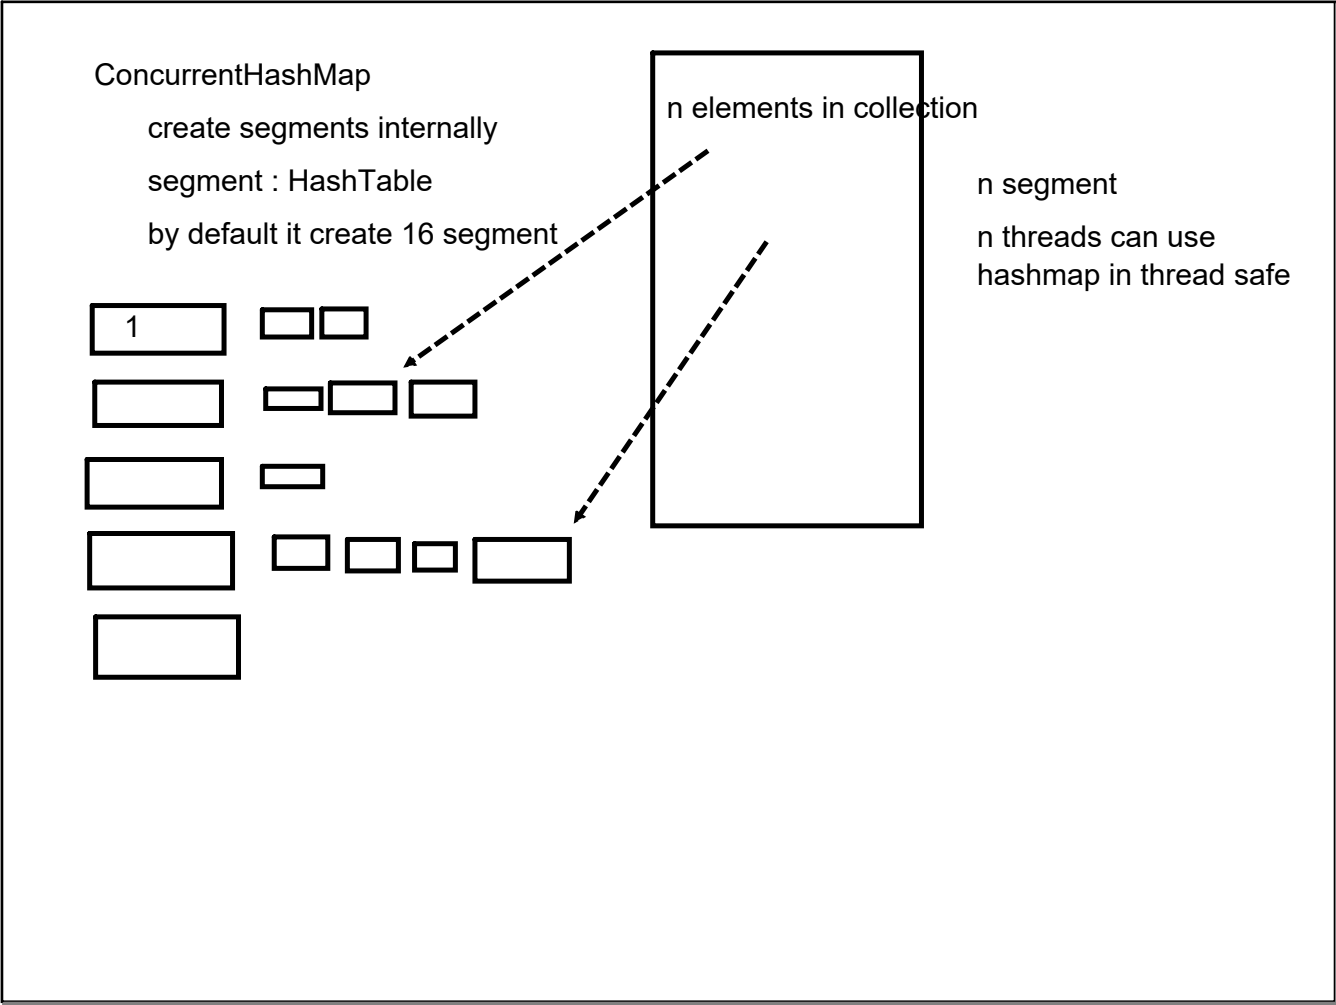 ConcurrentHashMap
create segments internally
segment : HashTable
by default it create 16 segment
1
n elements in collection
n segment
n threads can use
hashmap in thread safe